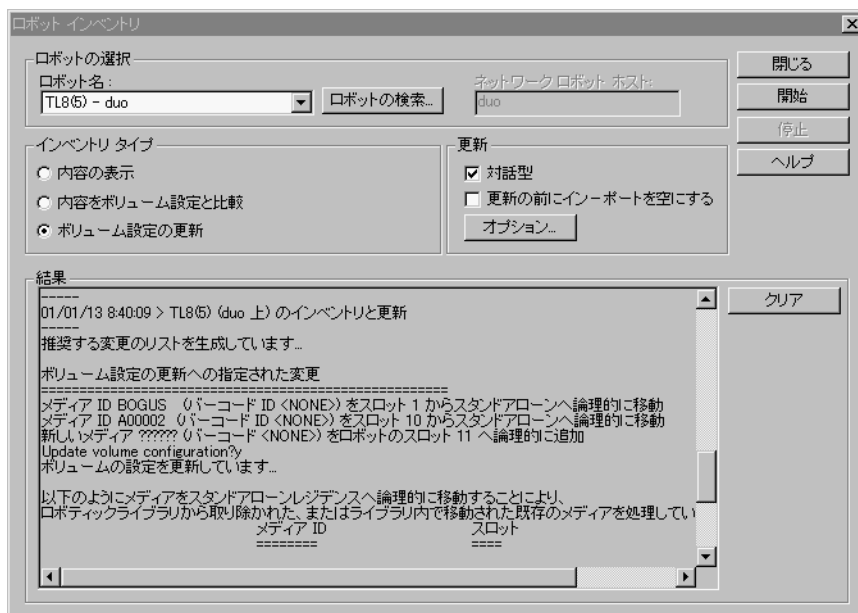 ロボット インベントリ
ロボットの選択
ロボット名:
TL8(5) - duo
ロボットの検索...
ネットワーク ロボット ホスト:
duo
閉じる
開始
停止
ヘルプ
インベントリ タイプ
内容の表示
内容をボリューム設定と比較
ボリューム設定の更新
更新
対話型
更新の前にインーポートを空にする
オプション...
結果
クリア
-----
01/01/13 8:40:09 > TL8(5) (duo 上) のインベントリと更新
-----
推奨する変更のリストを生成しています...
ボリューム設定の更新への指定された変更
====================================================
メディア ID BOGUS (バーコード ID <NONE>) をスロット 1 からスタンドアローンへ論理的に移動
メディア ID A00002 (バーコード ID <NONE>) をスロット 10 からスタンドアローンへ論理的に移動
新しいメディア ?????? (バーコード <NONE>) をロボットのスロット 11 へ論理的に追加
Update volume configuration?y
ボリュームの設定を更新しています...
以下のようにメディアをスタンドアローンレジデンスへ論理的に移動することにより、
ロボティックライブラリから取り除かれた、またはライブラリ内で移動された既存のメディアを処理してい
メディア ID スロット
======== ====